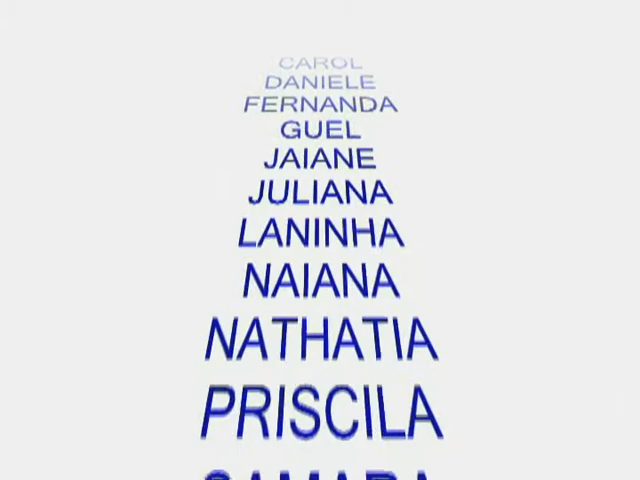 CAROL
DANIELE
FERNANDA
GUEL
JAIANE
JULIANA
LANINHA
NAIANA
NATHATIA
PRISCILA